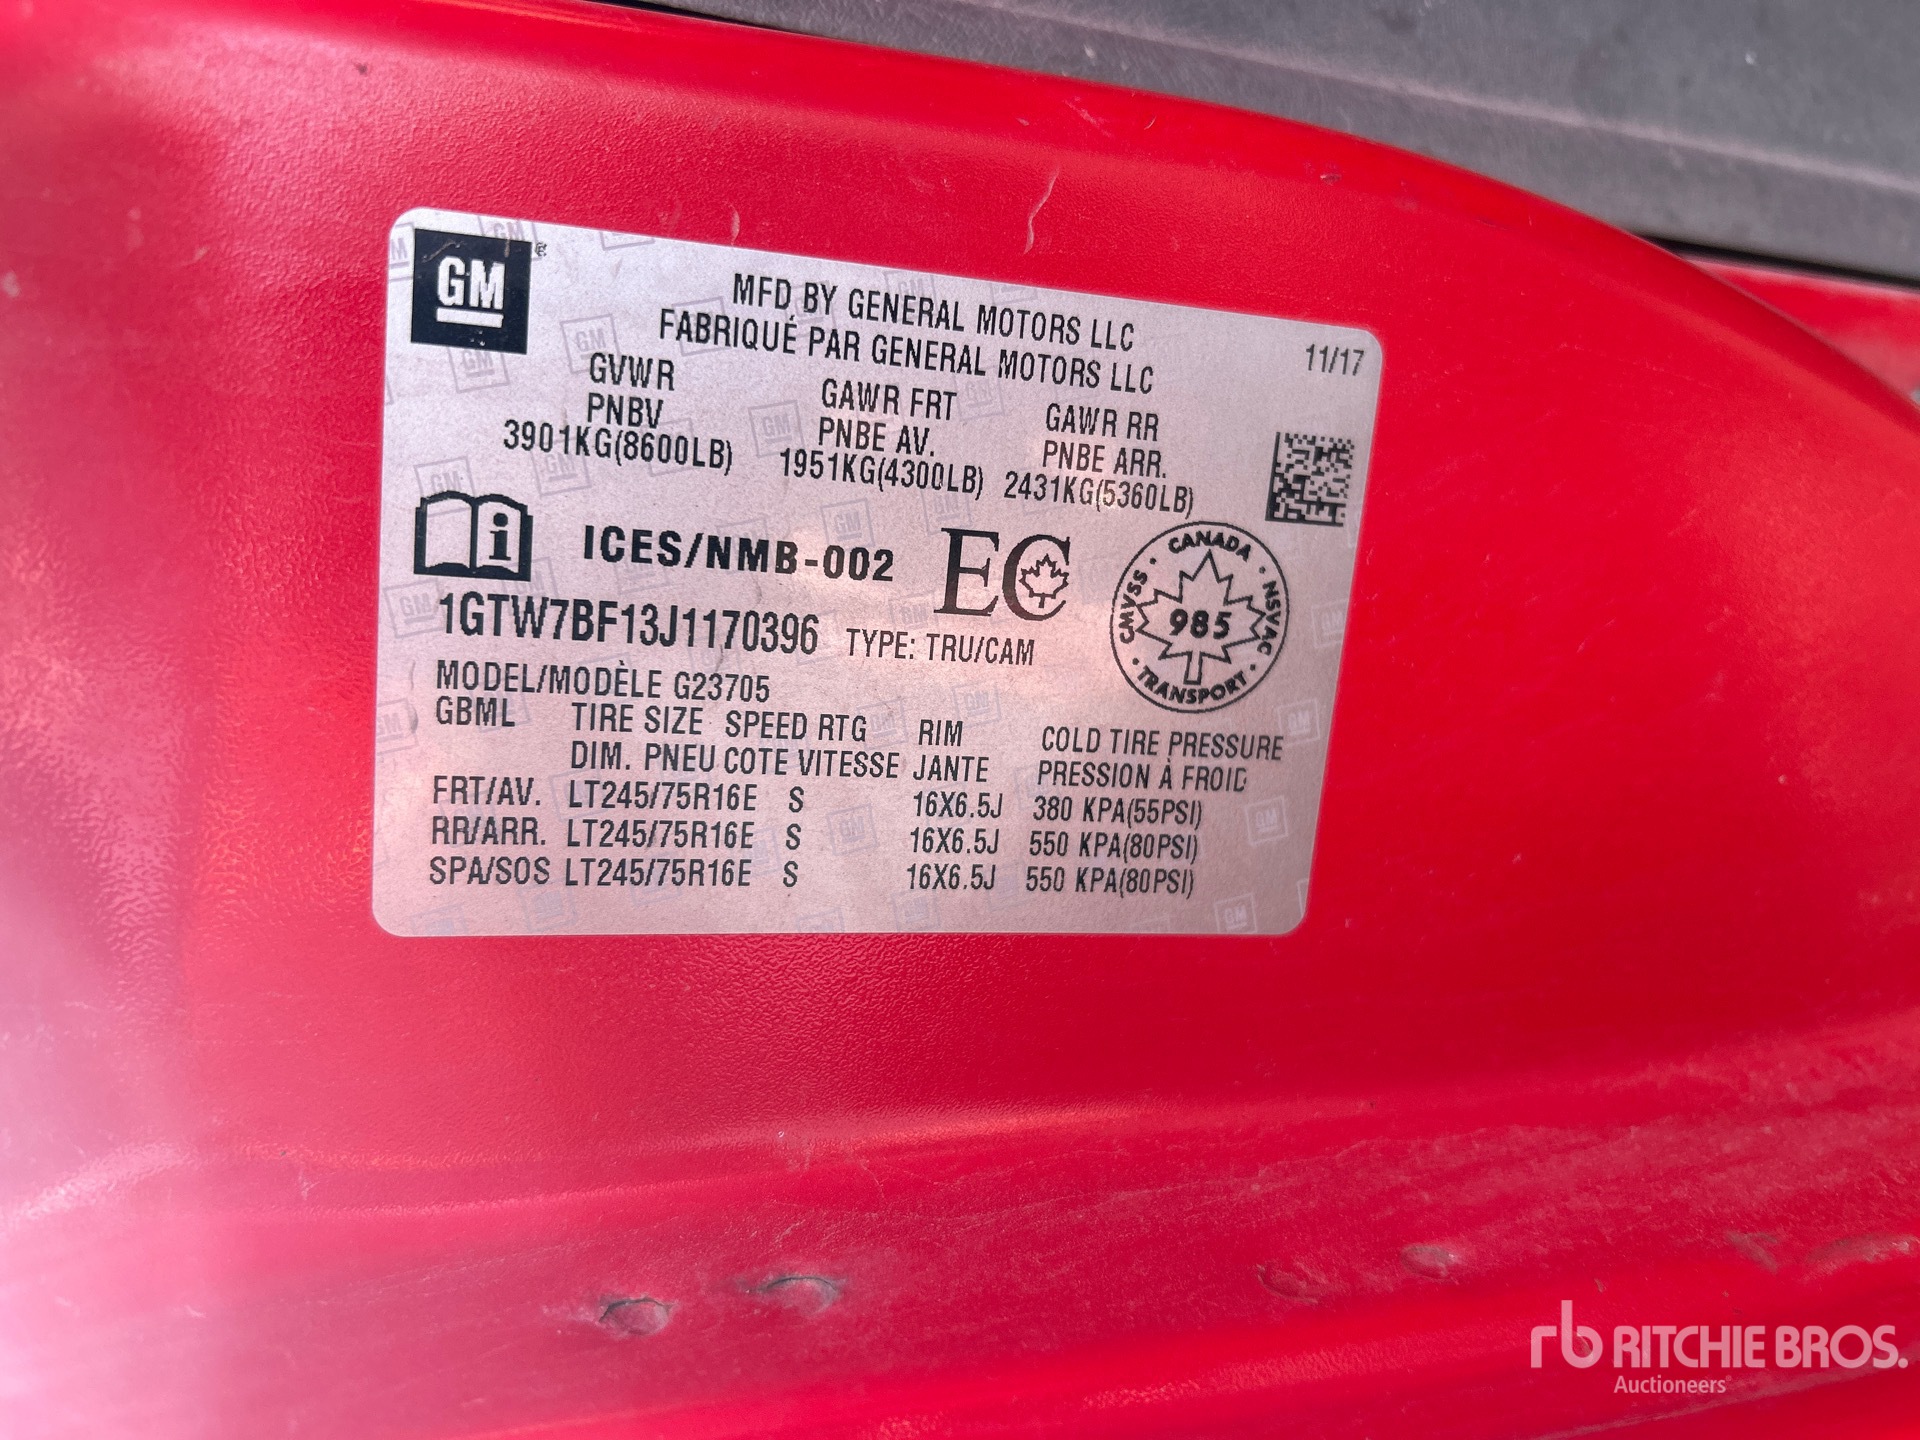 GM
MFD BY GENERAL MOTORS LLC
FABRIQUÉ PAR GENERAL MOTORS LLC
11/17
GVWR GAWR FRT GAWR RR
PNBV PNBE AV. PNBE ARR.
3901KG(8600LB) 1951KG(4300LB) 2431KG(5360LB)
i ICES/NMB-002 EC
CANADA · NSVAC · TRANSPORT · CMVSS ·
985
1GTW7BF13J1170396 TYPE: TRU/CAM
MODEL/MODÈLE G23705
GBML TIRE SIZE SPEED RTG RIM COLD TIRE PRESSURE
DIM. PNEU COTE VITESSE JANTE PRESSION À FROID
FRT/AV. LT245/75R16E S 16X6.5J 380 KPA(55PSI)
RR/ARR. LT245/75R16E S 16X6.5J 550 KPA(80PSI)
SPA/SOS LT245/75R16E S 16X6.5J 550 KPA(80PSI)
rb RITCHIE BROS.
Auctioneers